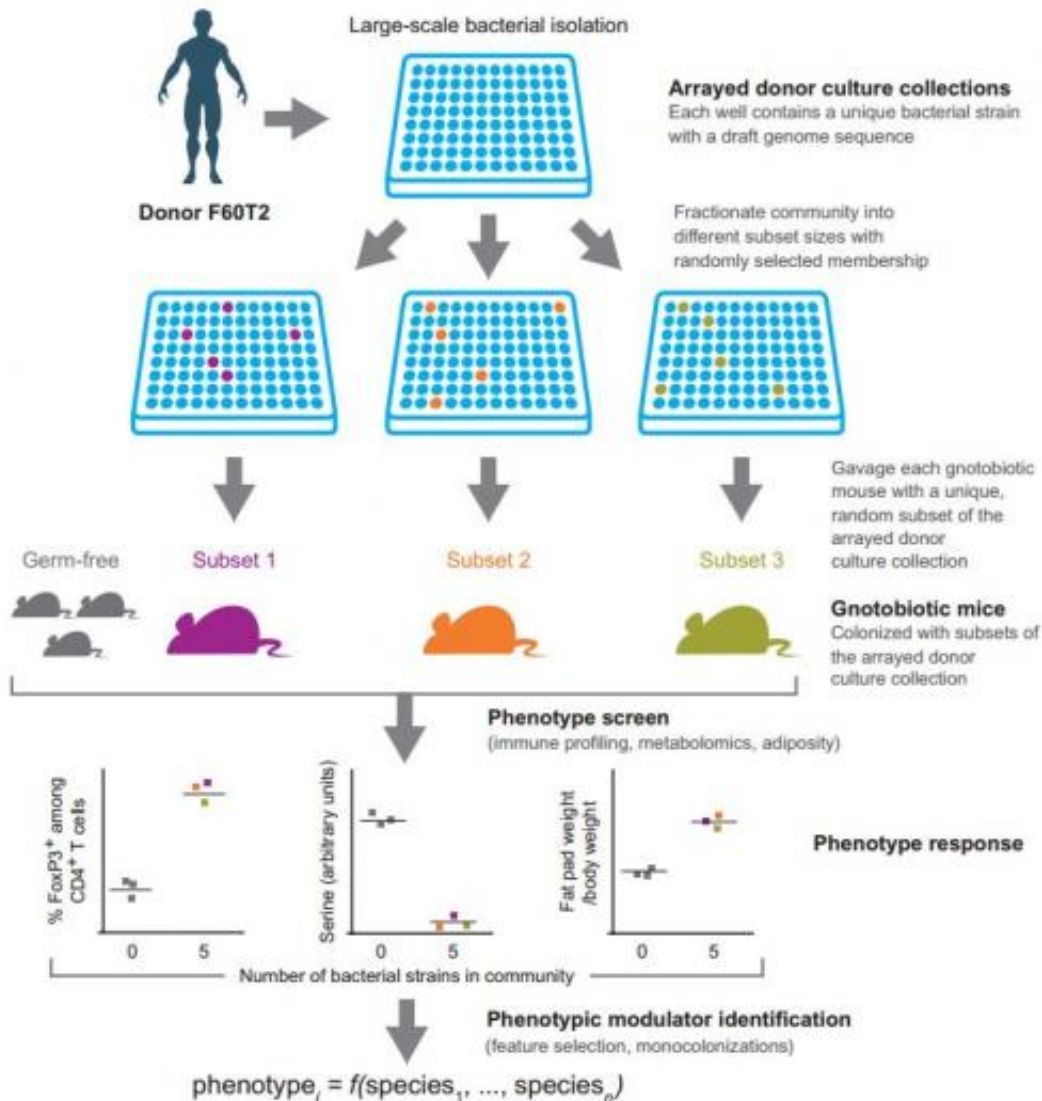 Large-scale bacterial isolation
Arrayed donor culture collections
Each well contains a unique bacterial strain
with a draft genome sequence
Donor F60T2
Fractionate community into
different subset sizes with
randomly selected membership
Gavage each gnotobiotic
mouse with a unique,
random subset of the
arrayed donor
culture collection
Germ-free
Subset 1
Subset 2
Subset 3
Gnotobiotic mice
Colonized with subsets of
the arrayed donor
culture collection
Phenotype screen
(immune profiling, metabolomics, adiposity)
% FoxP3⁺ among
CD4⁺ T cells
0 5
Serine (arbitrary units)
0 5
Fat pad weight
/body weight
0 5
Phenotype response
Number of bacterial strains in community
Phenotypic modulator identification
(feature selection, monocolonizations)
phenotypeᵢ = f(species₁, ..., speciesₙ)